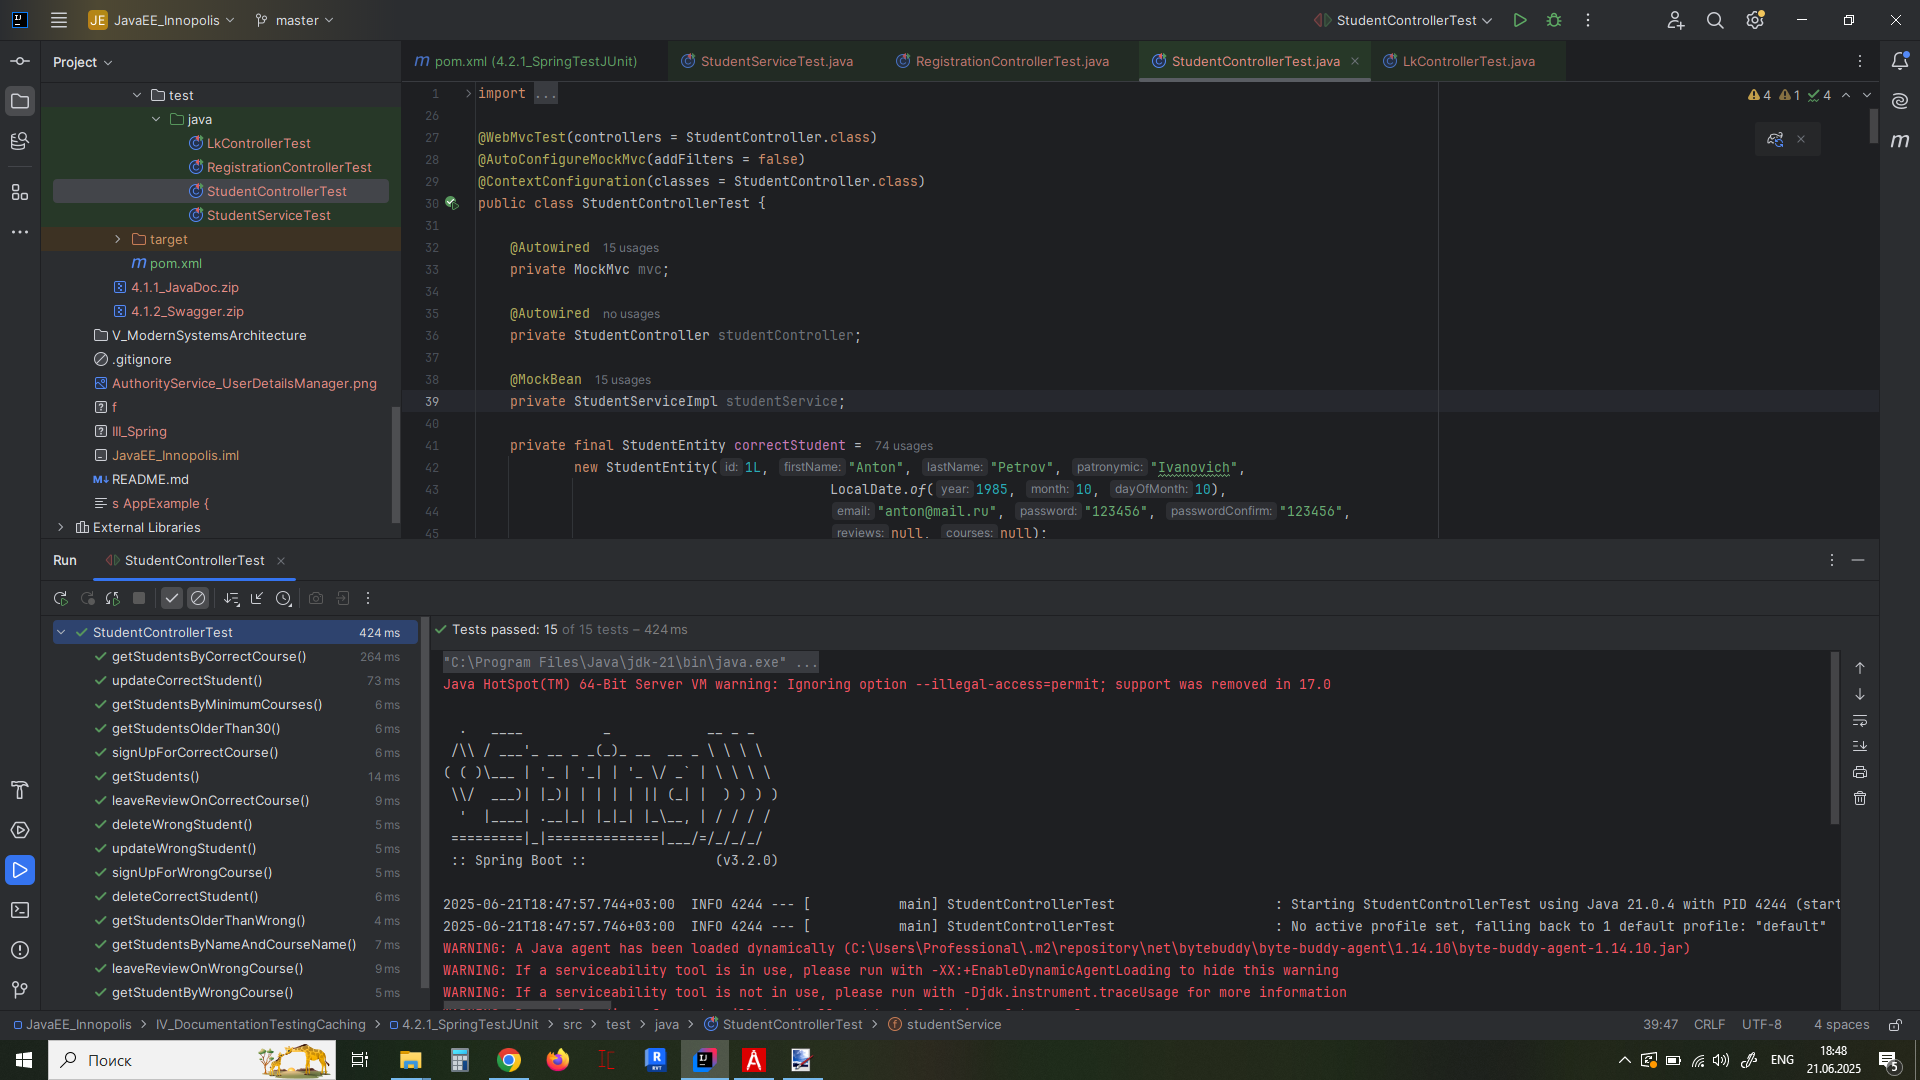 JE JavaEE_Innopolis master StudentControllerTest
Project
pom.xml (4.2.1_SpringTestJUnit) StudentServiceTest.java RegistrationControllerTest.java StudentControllerTest.java LkControllerTest.java
test
java
LkControllerTest
RegistrationControllerTest
StudentControllerTest
StudentServiceTest
target
pom.xml
4.1.1_JavaDoc.zip
4.1.2_Swagger.zip
V_ModernSystemsArchitecture
.gitignore
AuthorityService_UserDetailsManager.png
f
III_Spring
JavaEE_Innopolis.iml
README.md
s AppExample {
External Libraries
4 1 4
1 import ...
26
27 @WebMvcTest(controllers = StudentController.class)
28 @AutoConfigureMockMvc(addFilters = false)
29 @ContextConfiguration(classes = StudentController.class)
30 public class StudentControllerTest {
31
32 @Autowired 15 usages
33 private MockMvc mvc;
34
35 @Autowired no usages
36 private StudentController studentController;
37
38 @MockBean 15 usages
39 private StudentServiceImpl studentService;
40
41 private final StudentEntity correctStudent = 74 usages
42 new StudentEntity( id: 1L, firstName: "Anton", lastName: "Petrov", patronymic: "Ivanovich",
43 LocalDate.of( year: 1985, month: 10, dayOfMonth: 10),
44 email: "anton@mail.ru", password: "123456", passwordConfirm: "123456",
45 reviews: null, courses: null);
Run StudentControllerTest
StudentControllerTest 424 ms
getStudentsByCorrectCourse() 264 ms
updateCorrectStudent() 73 ms
getStudentsByMinimumCourses() 6 ms
getStudentsOlderThan30() 6 ms
signUpForCorrectCourse() 6 ms
getStudents() 14 ms
leaveReviewOnCorrectCourse() 9 ms
deleteWrongStudent() 5 ms
updateWrongStudent() 5 ms
signUpForWrongCourse() 5 ms
deleteCorrectStudent() 5 ms
getStudentsOlderThanWrong() 4 ms
getStudentsByNameAndCourseName() 7 ms
leaveReviewOnWrongCourse() 9 ms
getStudentByWrongCourse() 5 ms
Tests passed: 15 of 15 tests – 424 ms
"C:\Program Files\Java\jdk-21\bin\java.exe" ...
Java HotSpot(TM) 64-Bit Server VM warning: Ignoring option --illegal-access=permit; support was removed in 17.0
  .   ____          _            __ _ _
 /\\ / ___'_ __ _ _(_)_ __  __ _ \ \ \ \
( ( )\___ | '_ | '_| | '_ \/ _` | \ \ \ \
 \\/  ___)| |_)| | | | | || (_| |  ) ) ) )
  '  |____| .__|_| |_|_| |_\__, | / / / /
 =========|_|==============|___/=/_/_/_/
 :: Spring Boot ::                (v3.2.0)
2025-06-21T18:47:57.744+03:00  INFO 4244 --- [           main] StudentControllerTest                    : Starting StudentControllerTest using Java 21.0.4 with PID 4244 (start
2025-06-21T18:47:57.746+03:00  INFO 4244 --- [           main] StudentControllerTest                    : No active profile set, falling back to 1 default profile: "default"
WARNING: A Java agent has been loaded dynamically (C:\Users\Professional\.m2\repository\net\bytebuddy\byte-buddy-agent\1.14.10\byte-buddy-agent-1.14.10.jar)
WARNING: If a serviceability tool is in use, please run with -XX:+EnableDynamicAgentLoading to hide this warning
WARNING: If a serviceability tool is not in use, please run with -Djdk.instrument.traceUsage for more information
JavaEE_Innopolis > IV_DocumentationTestingCaching > 4.2.1_SpringTestJUnit > src > test > java > StudentControllerTest > studentService
39:47 CRLF UTF-8 4 spaces
Поиск
ENG
18:48
21.06.2025
5